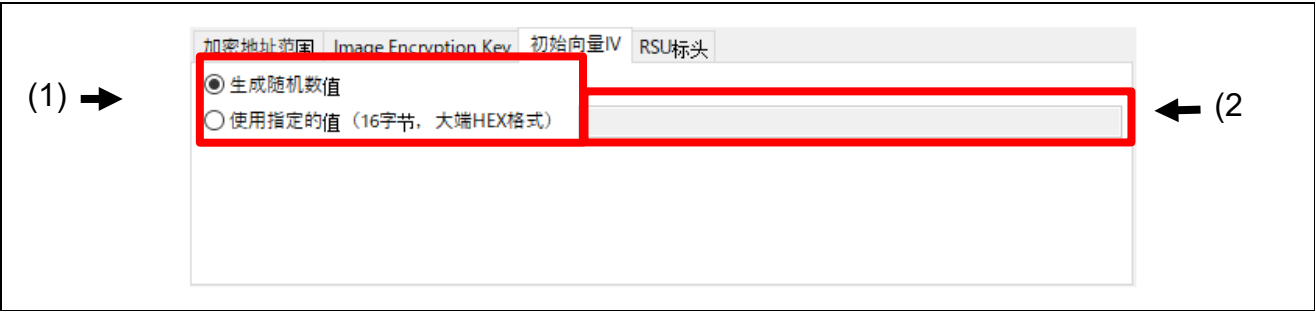 加密地址范围 Image Encryption Key 初始向量IV RSU标头
(1) 生成随机数值
使用指定的值（16字节，大端HEX格式） (2